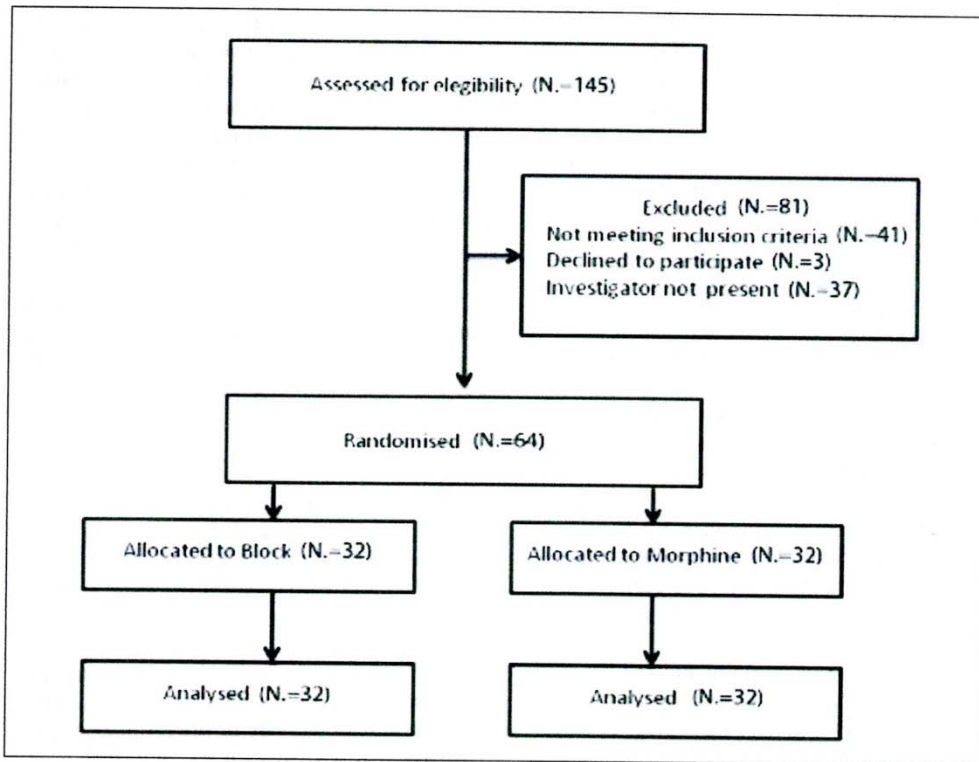 Assessed for elegibility (N.=145)
Excluded (N.=81)
Not meeting inclusion criteria (N.=41)
Declined to participate (N.=3)
Investigator not present (N.=37)
Randomised (N.=64)
Allocated to Block (N.=32)
Allocated to Morphine (N.=32)
Analysed (N.=32)
Analysed (N.=32)